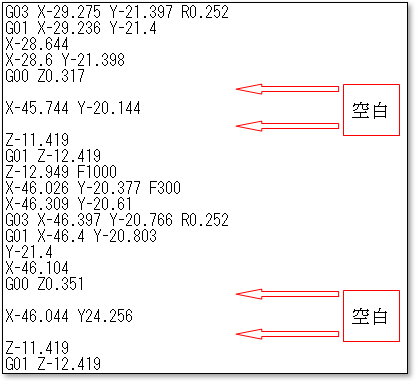 G03 X-29.275 Y-21.397 R0.252
G01 X-29.236 Y-21.4
X-28.644
X-28.6 Y-21.398
G00 Z0.317
空白
X-45.744 Y-20.144
Z-11.419
G01 Z-12.419
Z-12.949 F1000
X-46.026 Y-20.377 F300
X-46.309 Y-20.61
G03 X-46.397 Y-20.766 R0.252
G01 X-46.4 Y-20.803
Y-21.4
X-46.104
G00 Z0.351
空白
X-46.044 Y24.256
Z-11.419
G01 Z-12.419